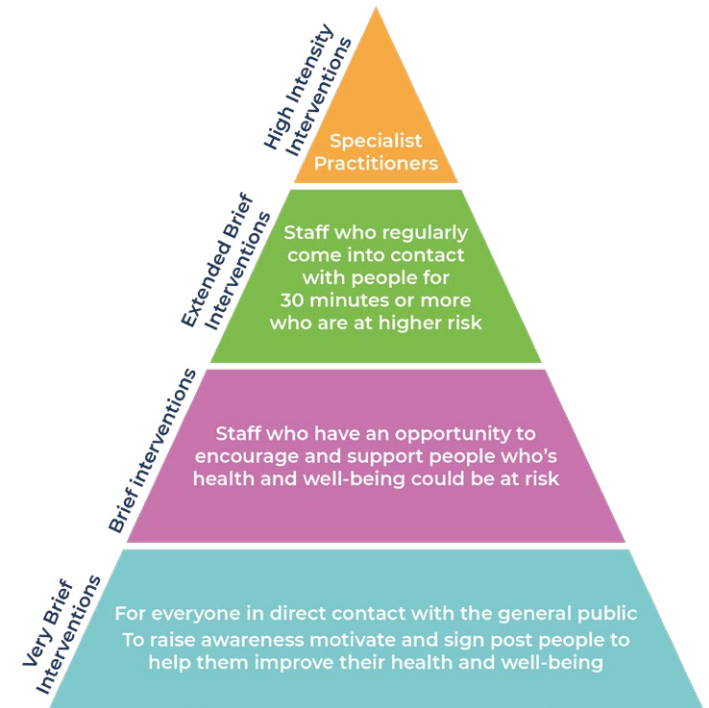 High Intensity
Interventions
Specialist
Practitioners
Extended Brief
Interventions
Staff who regularly
come into contact
with people for
30 minutes or more
who are at higher risk
Brief interventions
Staff who have an opportunity to
encourage and support people who's
health and well-being could be at risk
Very Brief
Interventions
For everyone in direct contact with the general public
To raise awareness motivate and sign post people to
help them improve their health and well-being